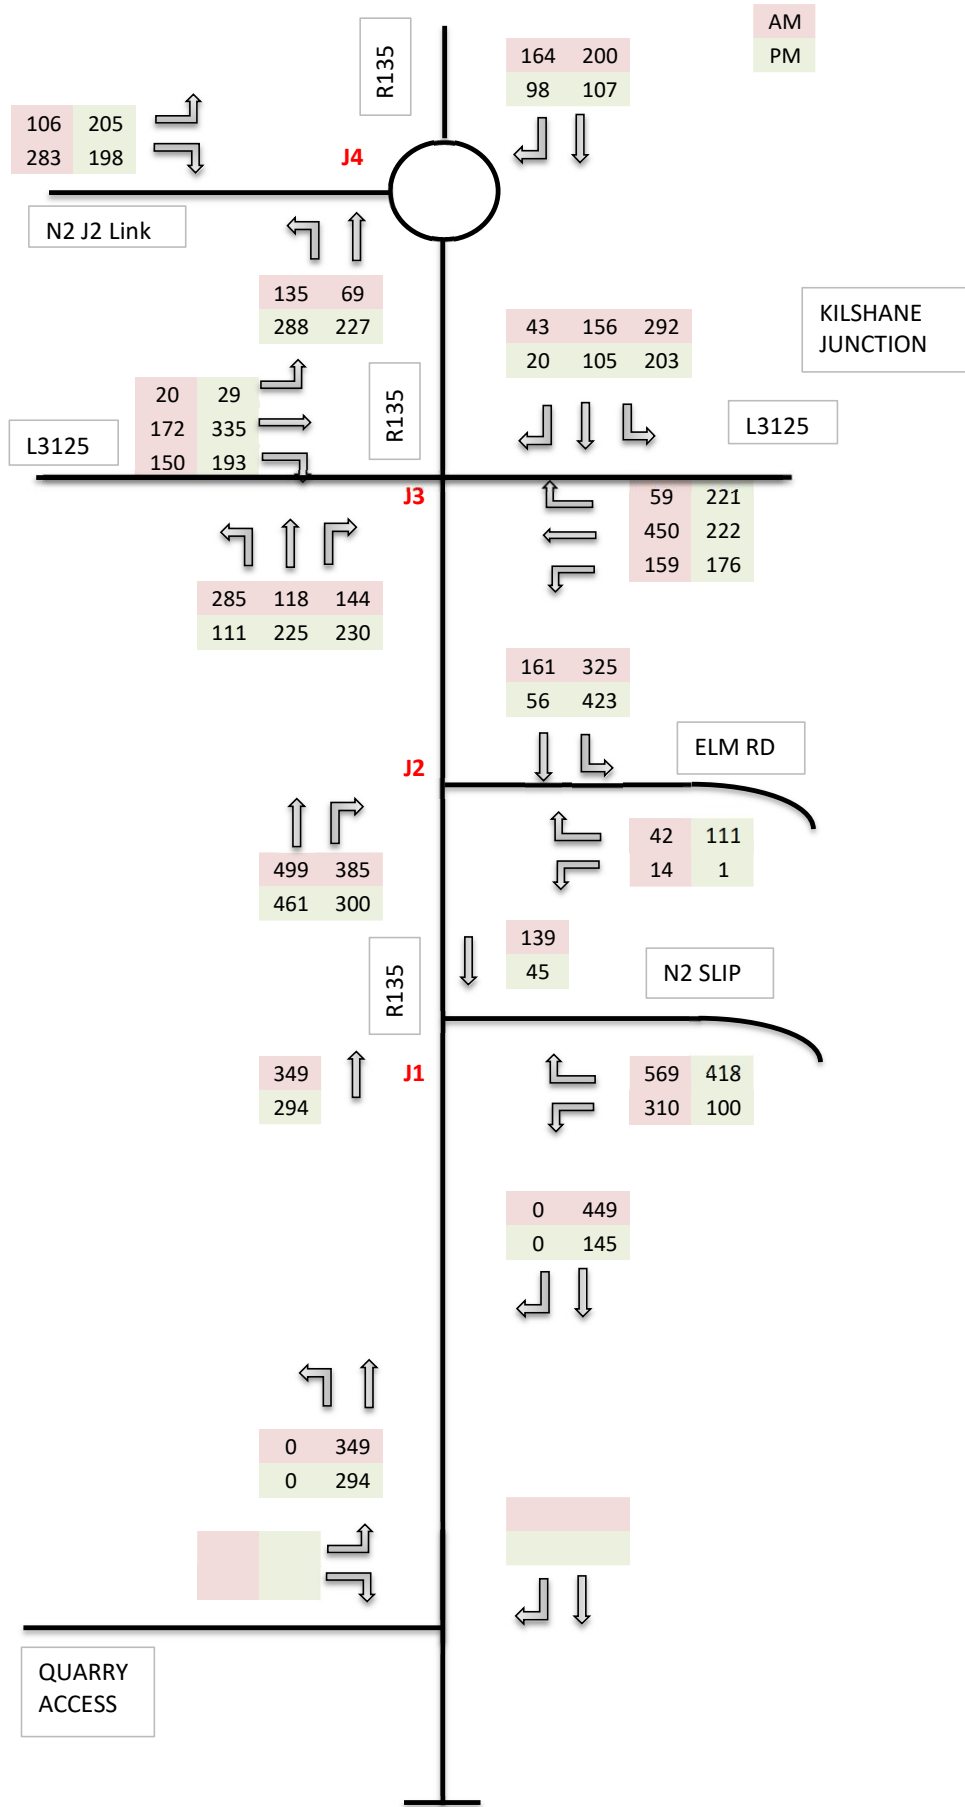 AM
PM
R135
164 200
98 107
106 205
283 198
J4
N2 J2 Link
135 69
288 227
KILSHANE
JUNCTION
43 156 292
20 105 203
R135
20 29
172 335
150 193
L3125
L3125
J3
59 221
450 222
159 176
285 118 144
111 225 230
161 325
56 423
ELM RD
J2
42 111
14 1
499 385
461 300
139
45
R135
N2 SLIP
J1
349
294
569 418
310 100
0 449
0 145
0 349
0 294
QUARRY
ACCESS